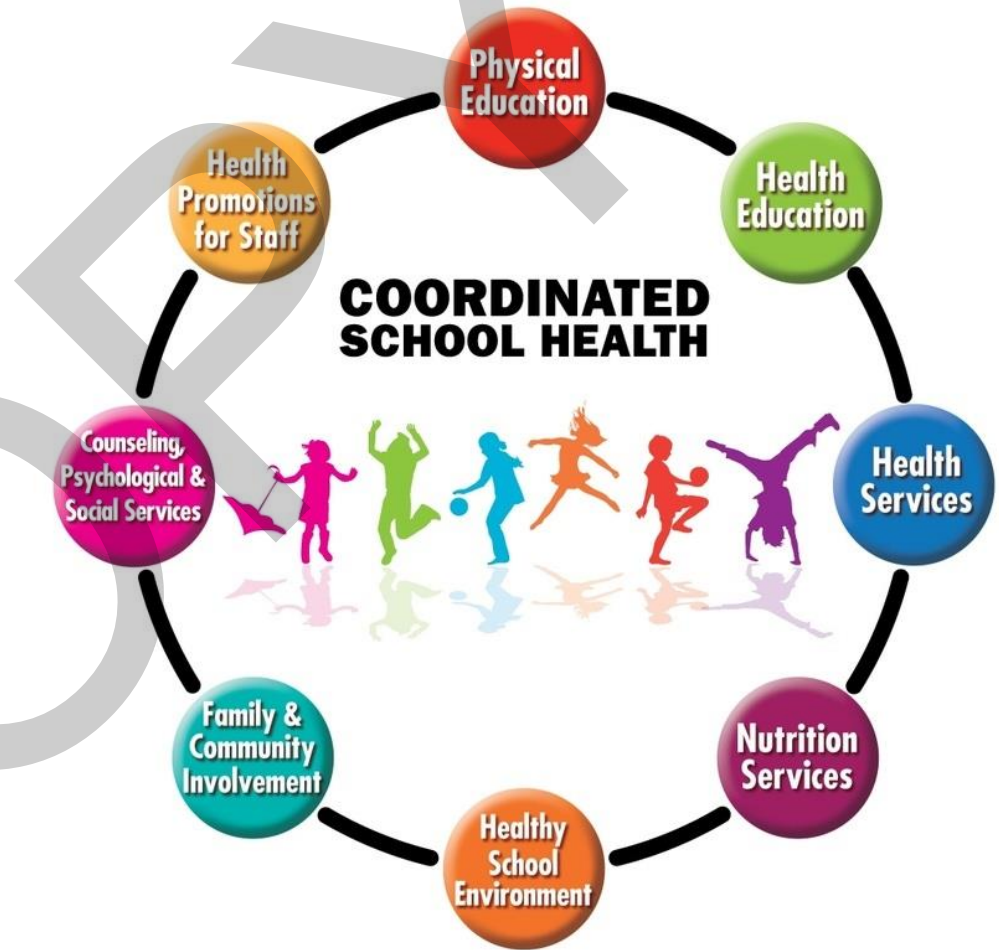 Physical
Education
Health
Education
Health
Services
Nutrition
Services
Healthy
School
Environment
Family &
Community
Involvement
Counseling,
Psychological &
Social Services
Health
Promotions
for Staff
COORDINATED
SCHOOL HEALTH